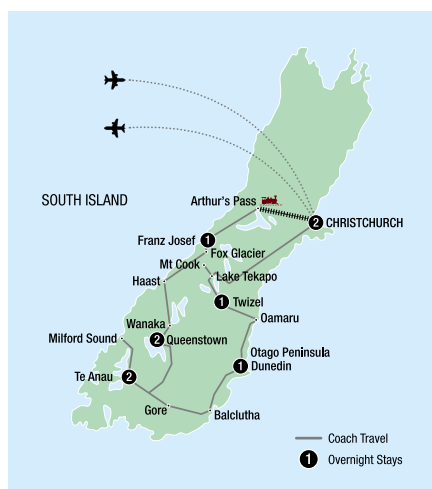 SOUTH ISLAND
Arthur's Pass
2 CHRISTCHURCH
Franz Josef 1
Fox Glacier
Mt Cook
Lake Tekapo
Haast
1 Twizel
Oamaru
Wanaka
Milford Sound
2 Queenstown
Otago Peninsula
1 Dunedin
Te Anau 2
Gore
Balclutha
Coach Travel
1 Overnight Stays